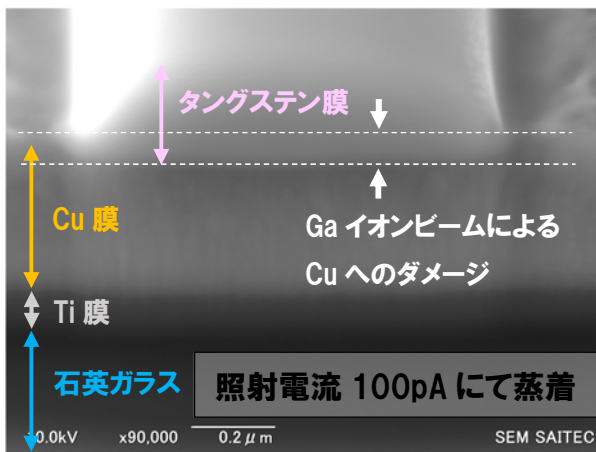 タングステン膜
Cu 膜
Ga イオンビームによる
Cu へのダメージ
Ti 膜
石英ガラス
照射電流 100pA にて蒸着
0.0kV x90,000 0.2μm SEM SAITEC